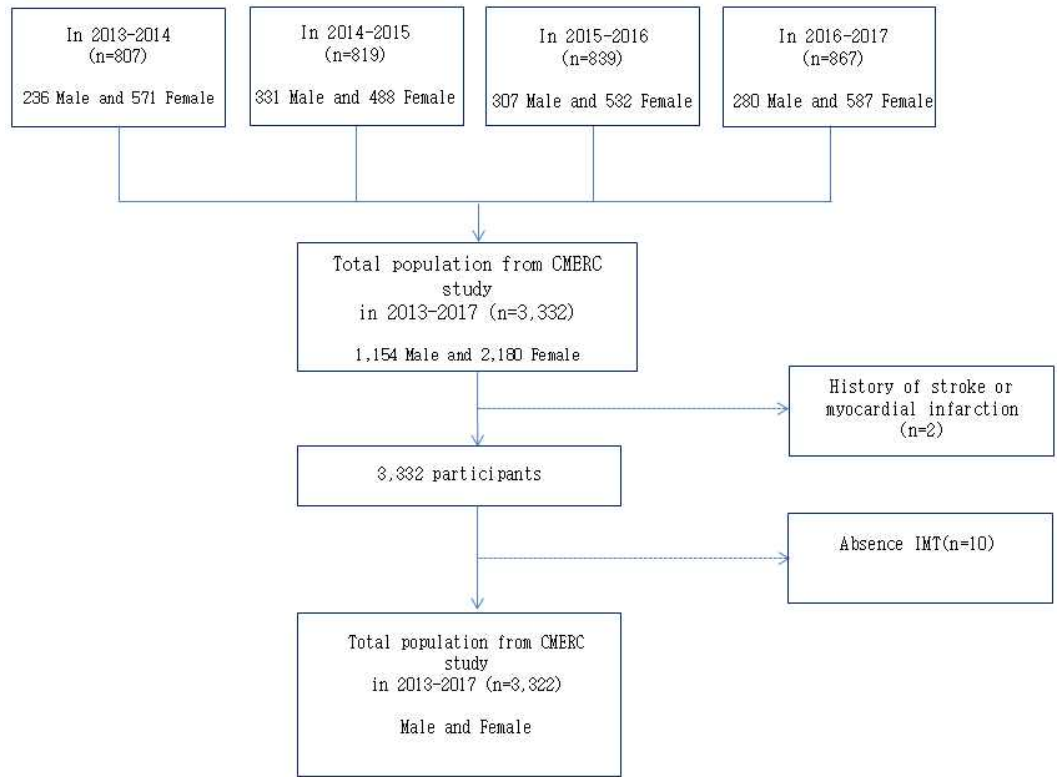 In 2013-2014
(n=807)
236 Male and 571 Female
In 2014-2015
(n=819)
331 Male and 488 Female
In 2015-2016
(n=839)
307 Male and 532 Female
In 2016-2017
(n=867)
280 Male and 587 Female
Total population from CMERC
study
in 2013-2017 (n=3,332)
1,154 Male and 2,180 Female
History of stroke or
myocardial infarction
(n=2)
3,332 participants
Absence IMT(n=10)
Total population from CMERC
study
in 2013-2017 (n=3,322)
Male and Female